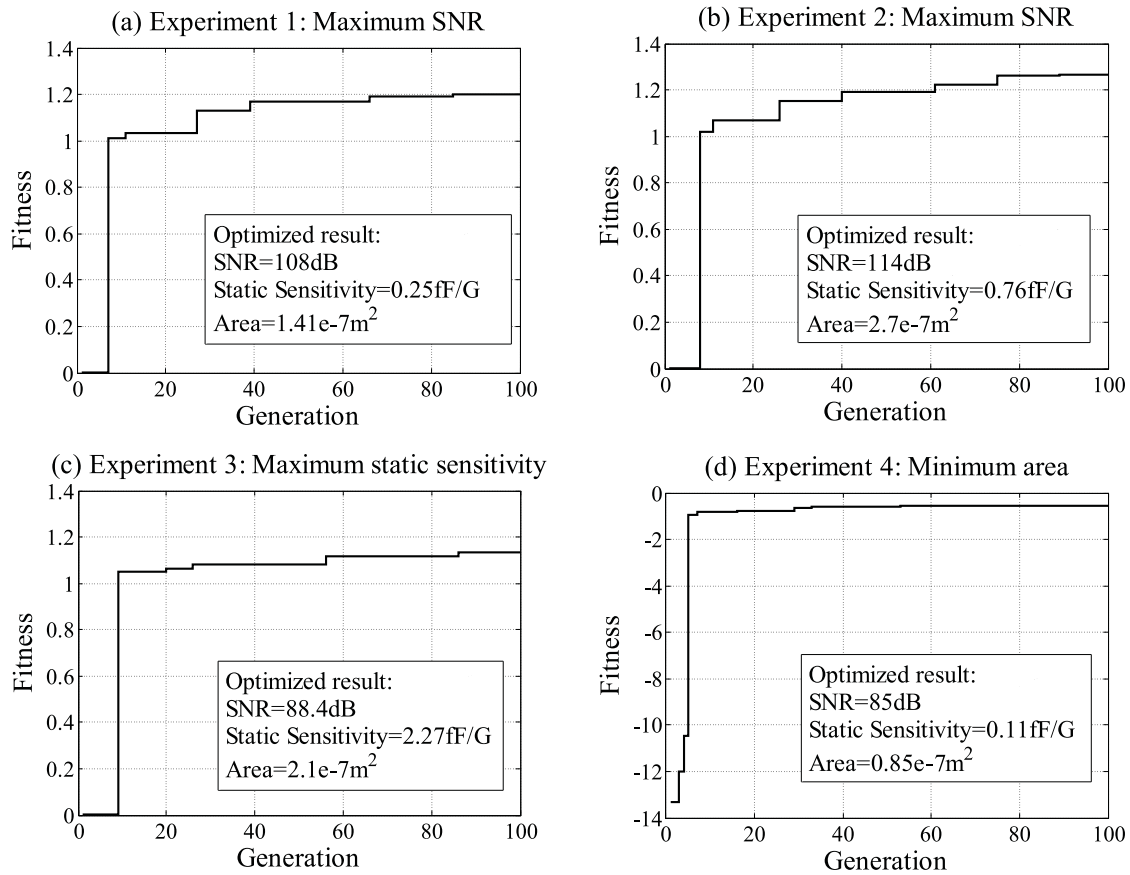 (a) Experiment 1: Maximum SNR
1.4
1.2
1
0.8
0.6
0.4
0.2
0
Fitness
Optimized result:
SNR=108dB
Static Sensitivity=0.25fF/G
Area=1.41e-7m²
0 20 40 60 80 100
Generation
(b) Experiment 2: Maximum SNR
1.4
1.2
1
0.8
0.6
0.4
0.2
0
Fitness
Optimized result:
SNR=114dB
Static Sensitivity=0.76fF/G
Area=2.7e-7m²
0 20 40 60 80 100
Generation
(c) Experiment 3: Maximum static sensitivity
1.4
1.2
1
0.8
0.6
0.4
0.2
0
Fitness
Optimized result:
SNR=88.4dB
Static Sensitivity=2.27fF/G
Area=2.1e-7m²
0 20 40 60 80 100
Generation
(d) Experiment 4: Minimum area
0
-2
-4
-6
-8
-10
-12
-14
Fitness
Optimized result:
SNR=85dB
Static Sensitivity=0.11fF/G
Area=0.85e-7m²
0 20 40 60 80 100
Generation